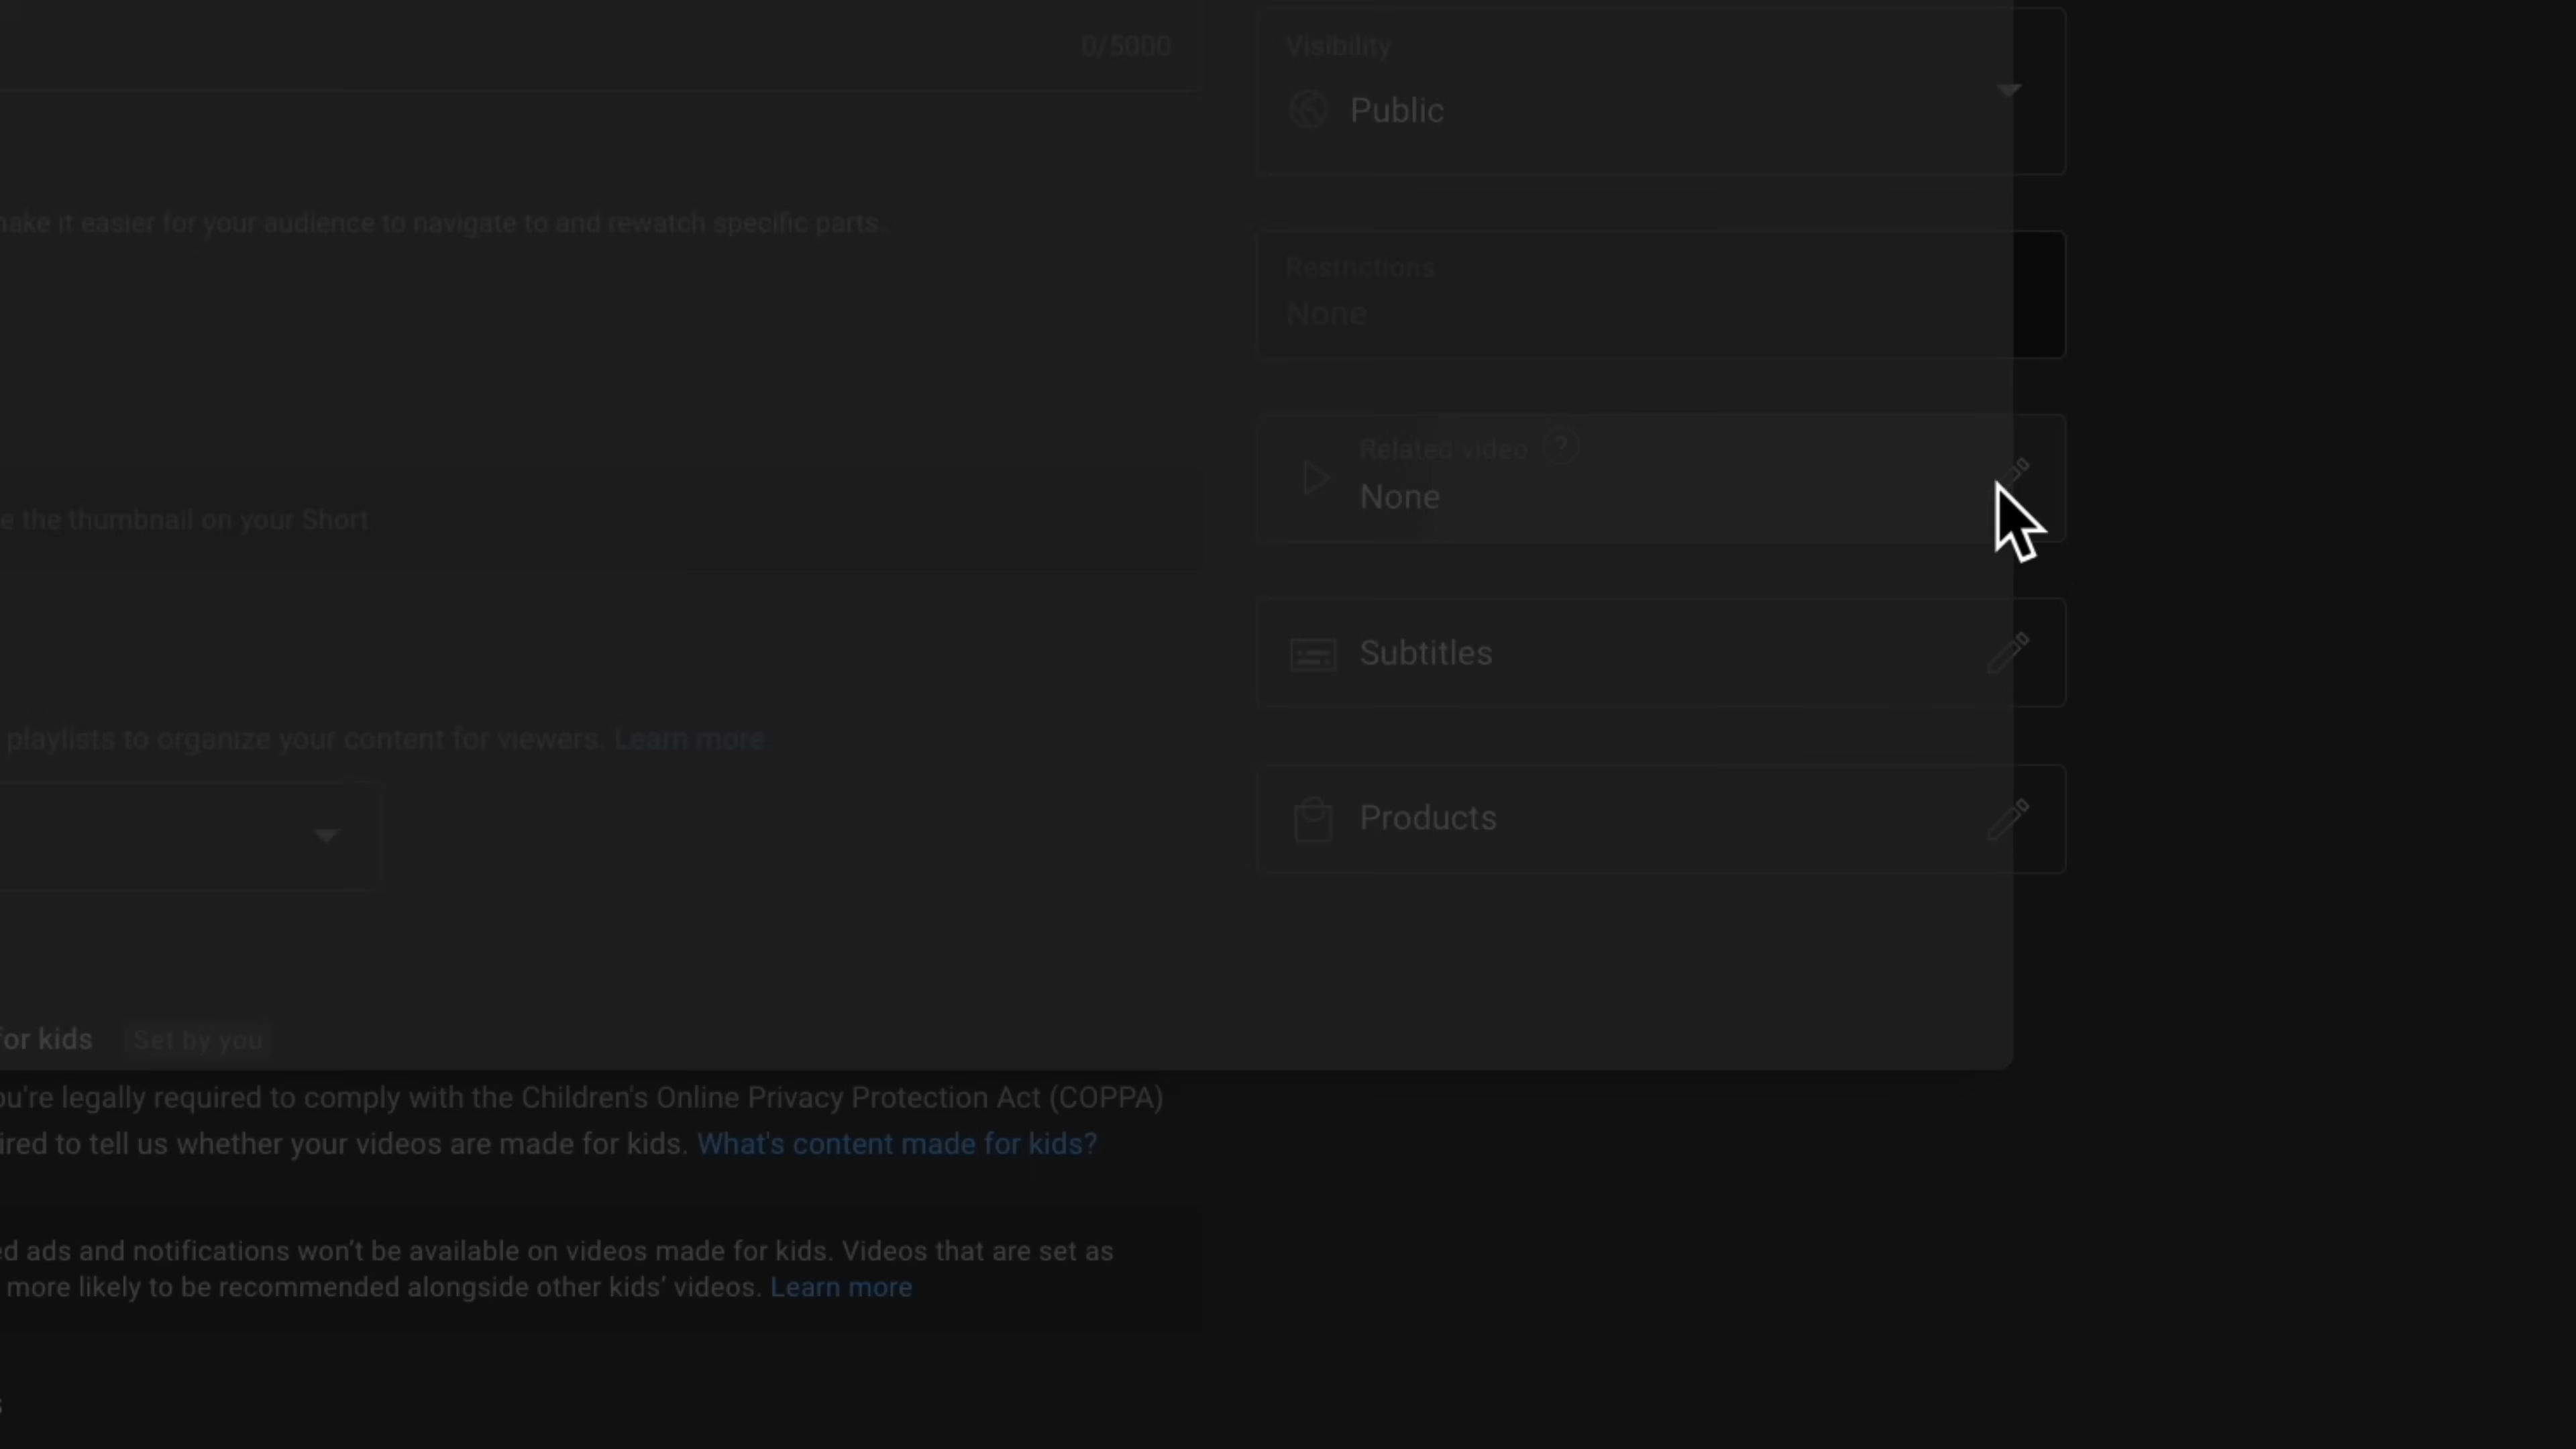 0/5000
Visibility
Public
make it easier for your audience to navigate to and rewatch specific parts.
Restrictions
None
Related video ?
None
e the thumbnail on your Short
Subtitles
playlists to organize your content for viewers. Learn more
Products
for kids Set by you
ou're legally required to comply with the Children's Online Privacy Protection Act (COPPA)
ired to tell us whether your videos are made for kids. What's content made for kids?
ed ads and notifications won't be available on videos made for kids. Videos that are set as
more likely to be recommended alongside other kids' videos. Learn more
s